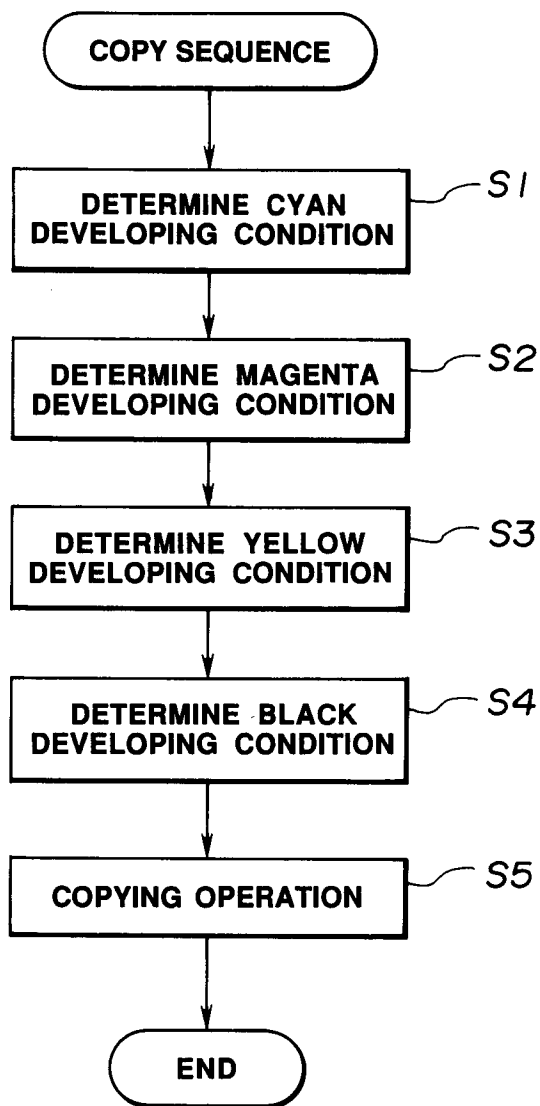 COPY SEQUENCE
DETERMINE CYAN
DEVELOPING CONDITION
S1
DETERMINE MAGENTA
DEVELOPING CONDITION
S2
DETERMINE YELLOW
DEVELOPING CONDITION
S3
DETERMINE BLACK
DEVELOPING CONDITION
S4
COPYING OPERATION
S5
END